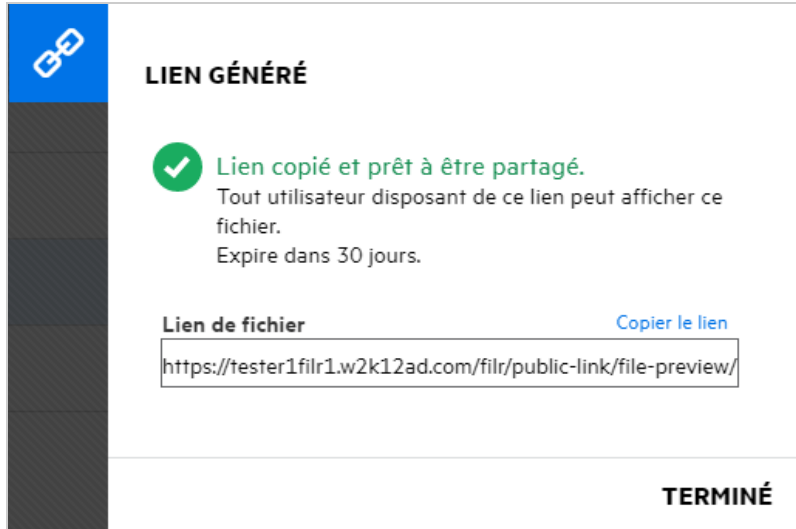 LIEN GÉNÉRÉ
Lien copié et prêt à être partagé.
Tout utilisateur disposant de ce lien peut afficher ce
fichier.
Expire dans 30 jours.
Lien de fichier
Copier le lien
https://tester1filr1.w2k12ad.com/filr/public-link/file-preview/
TERMINÉ